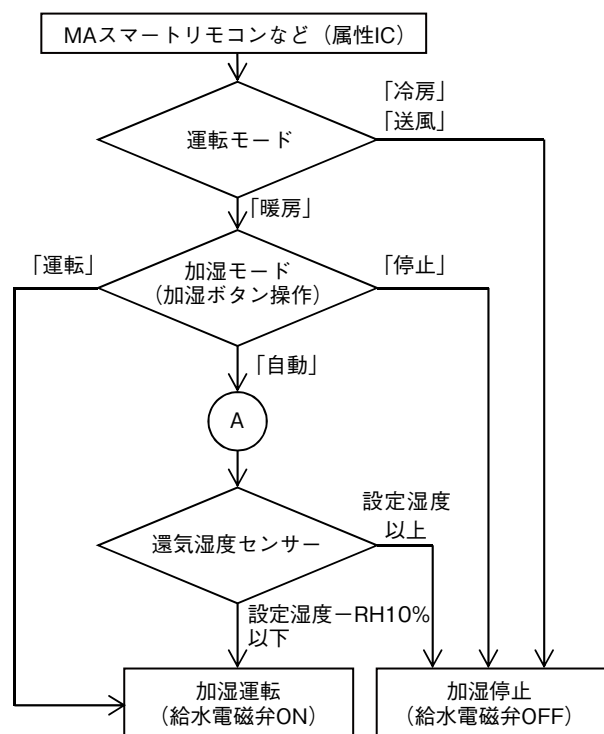 MAスマートリモコンなど（属性IC）
「冷房」
「送風」
運転モード
「暖房」
「運転」
加湿モード
（加湿ボタン操作）
「停止」
「自動」
A
設定湿度
以上
還気湿度センサー
設定湿度－RH10%
以下
加湿運転
（給水電磁弁ON）
加湿停止
（給水電磁弁OFF）